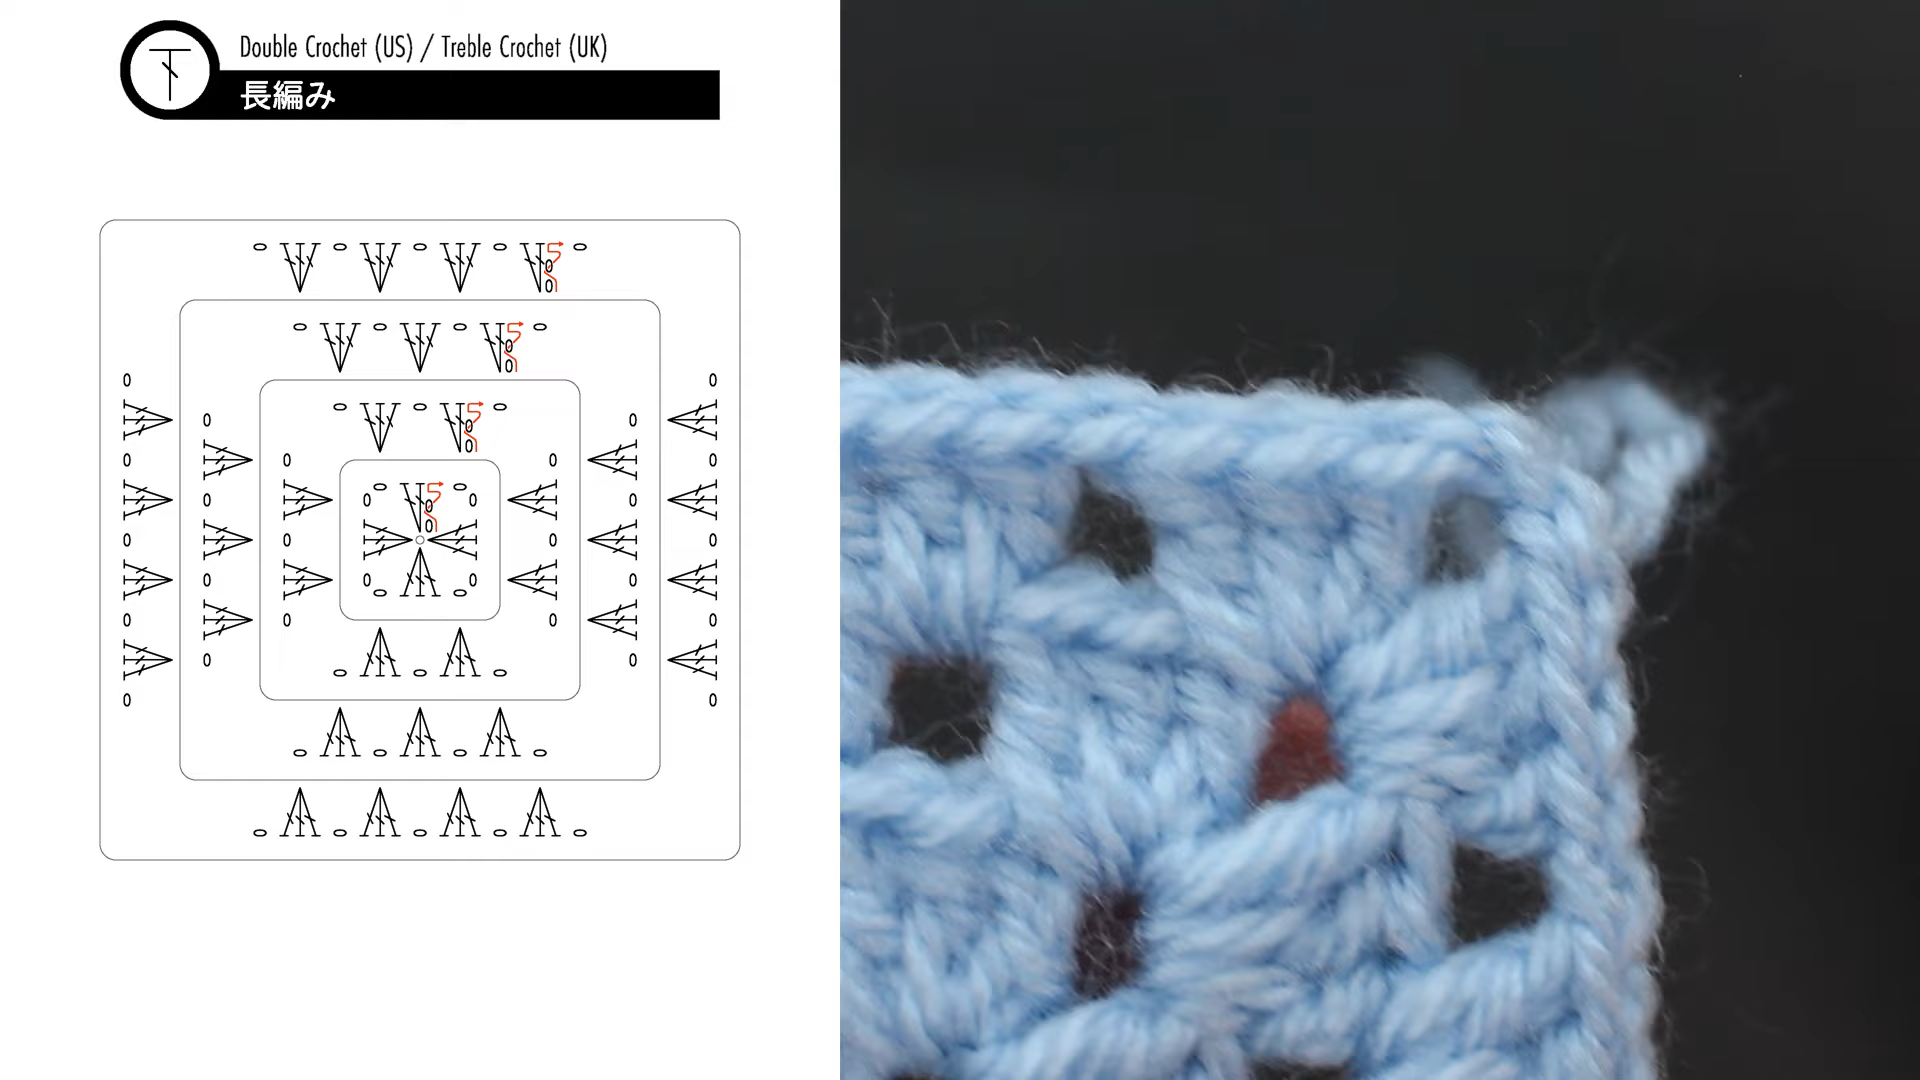 Double Crochet (US) / Treble Crochet (UK)
長編み